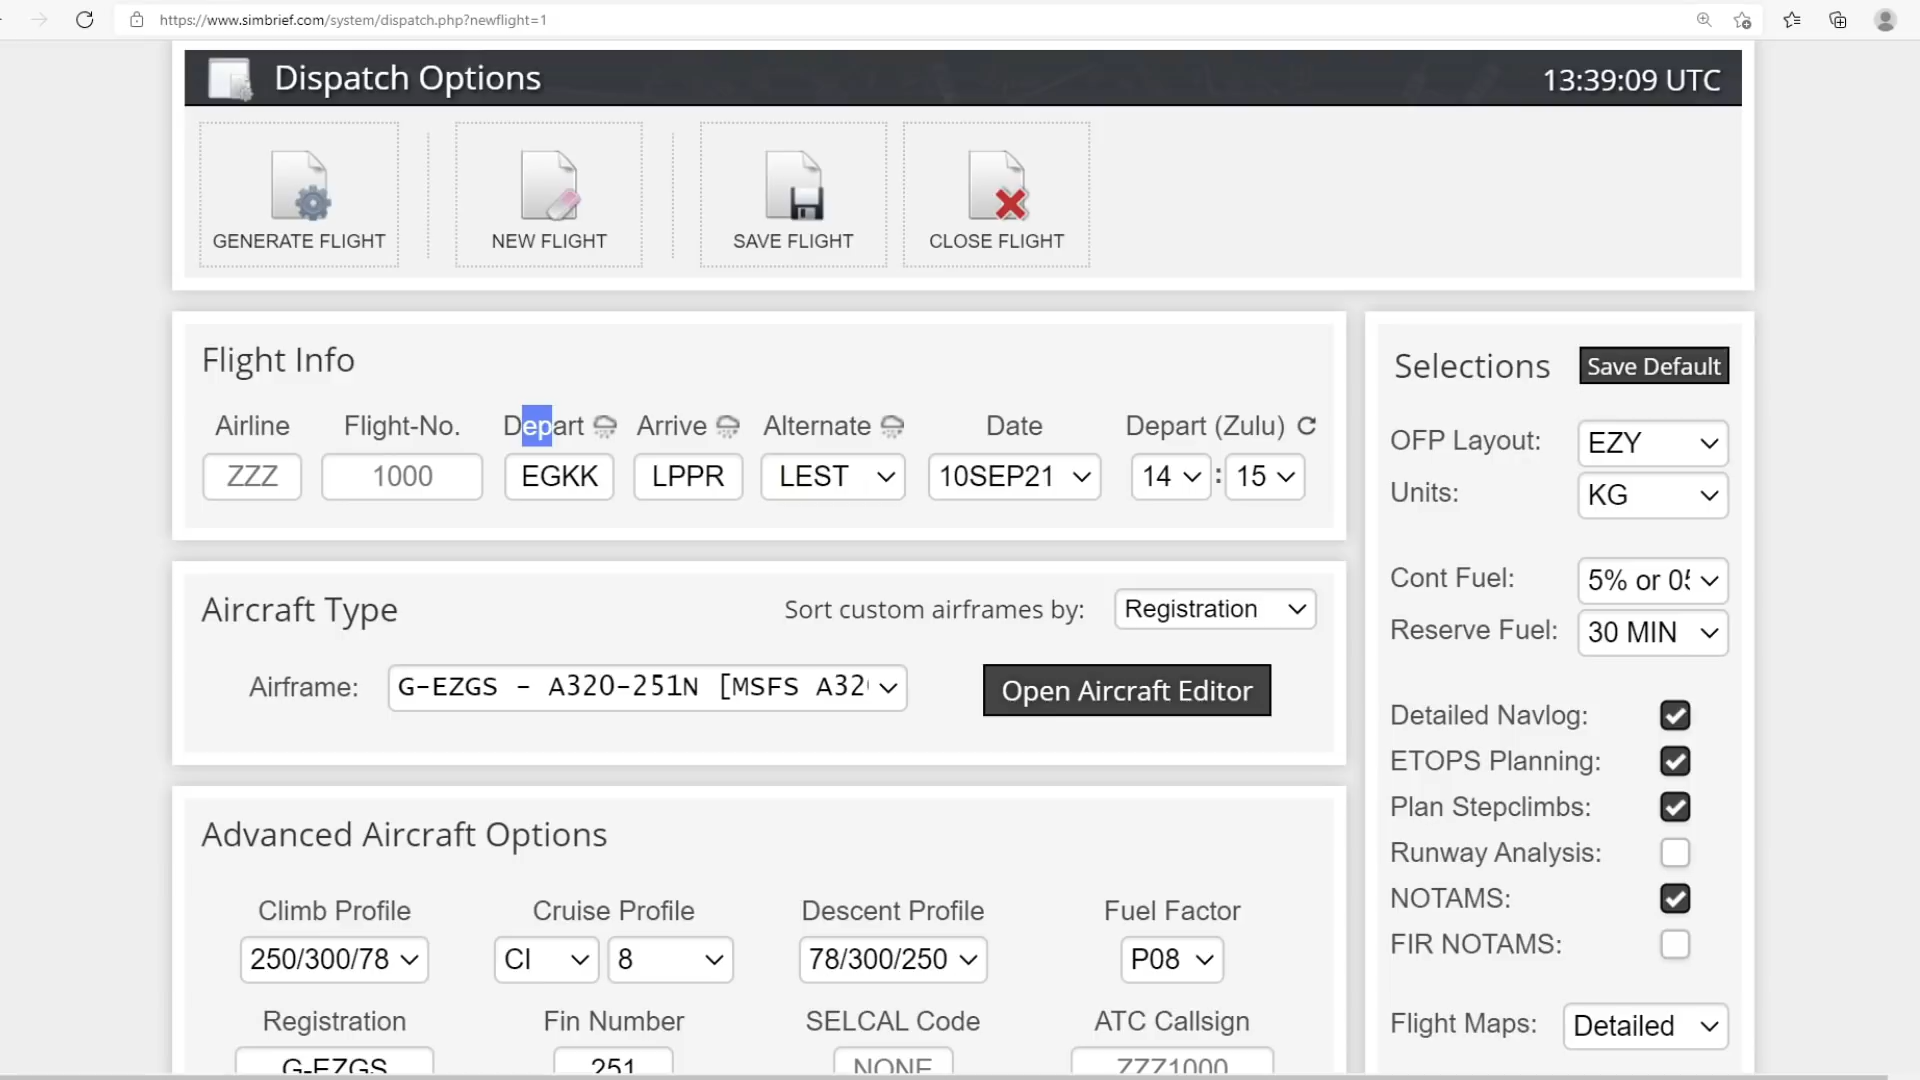 https://www.simbrief.com/system/dispatch.php?newflight=1
Dispatch Options
13:39:09 UTC
GENERATE FLIGHT
NEW FLIGHT
SAVE FLIGHT
CLOSE FLIGHT
Flight Info
Airline
Flight-No.
Depart
Arrive
Alternate
Date
Depart (Zulu)
ZZZ
1000
EGKK
LPPR
LEST
10SEP21
14 : 15
Aircraft Type
Sort custom airframes by:
Registration
Airframe:
G-EZGS - A320-251N [MSFS A32
Open Aircraft Editor
Advanced Aircraft Options
Climb Profile
Cruise Profile
Descent Profile
Fuel Factor
250/300/78
CI
8
78/300/250
P08
Registration
Fin Number
SELCAL Code
ATC Callsign
G-EZGS
251
NONE
ZZZ1000
Selections
Save Default
OFP Layout:
EZY
Units:
KG
Cont Fuel:
5% or 05
Reserve Fuel:
30 MIN
Detailed Navlog:
ETOPS Planning:
Plan Stepclimbs:
Runway Analysis:
NOTAMS:
FIR NOTAMS:
Flight Maps:
Detailed